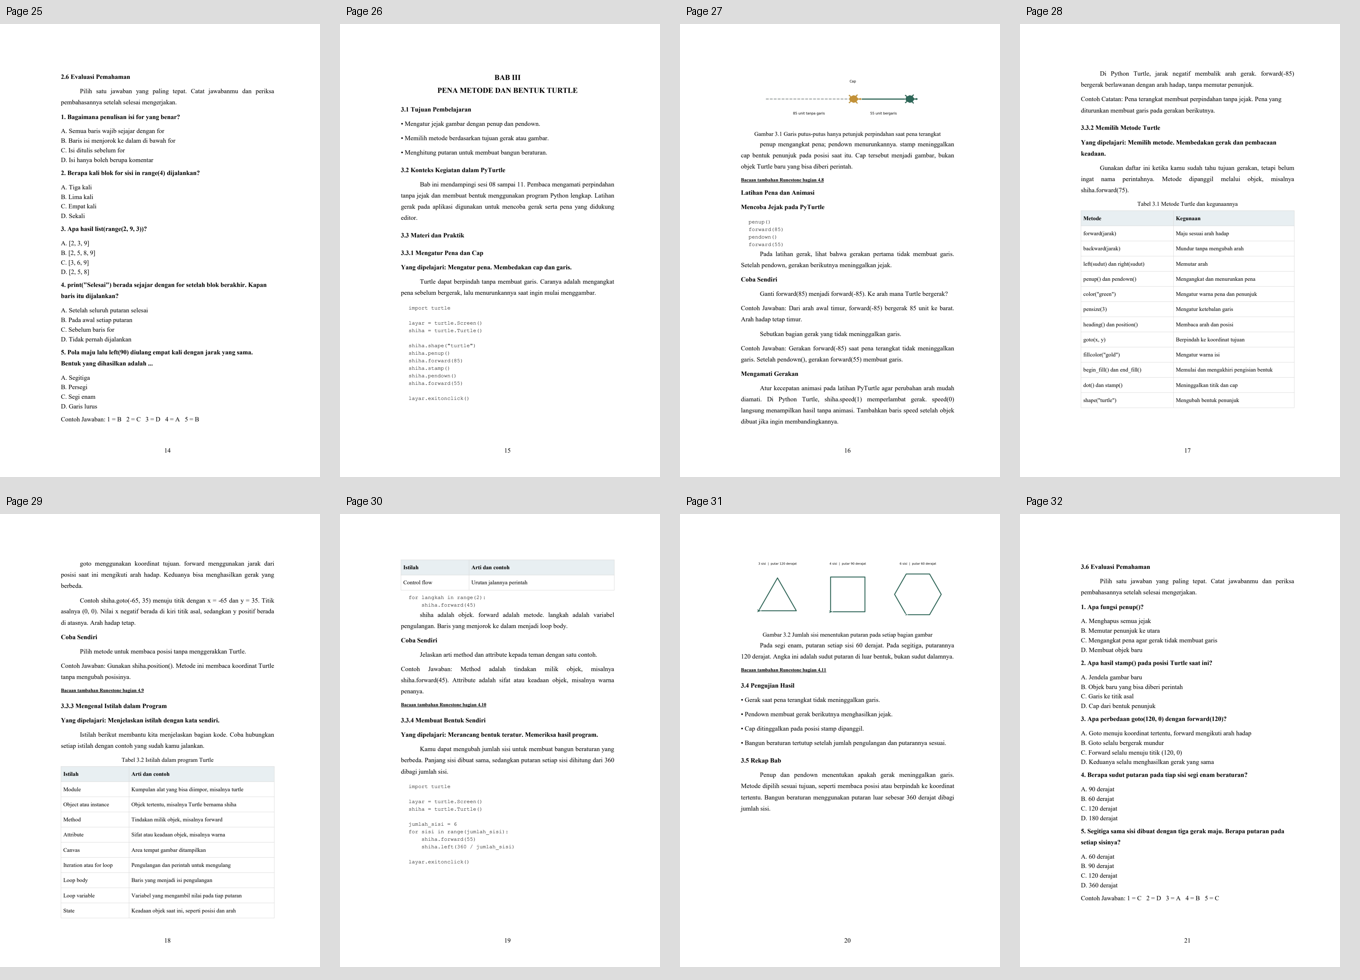 Page 25
2.6 Evaluasi Pemahaman
Pilih satu jawaban yang paling tepat. Catat jawabanmu dan periksa
pembahasannya setelah selesai mengerjakan.
1. Bagaimana penulisan isi for yang benar?
A. Semua baris wajib sejajar dengan for
B. Baris isi menjorok ke dalam di bawah for
C. Isi ditulis sebelum for
D. Isi hanya boleh berupa komentar
2. Berapa kali blok for sisi in range(4) dijalankan?
A. Tiga kali
B. Lima kali
C. Empat kali
D. Sekali
3. Apa hasil list(range(2, 9, 3))?
A. [2, 3, 9]
B. [2, 5, 8, 9]
C. [3, 6, 9]
D. [2, 5, 8]
4. print("Selesai") berada sejajar dengan for setelah blok berakhir. Kapan
baris itu dijalankan?
A. Setelah seluruh putaran selesai
B. Pada awal setiap putaran
C. Sebelum baris for
D. Tidak pernah dijalankan
5. Pola maju lalu left(90) diulang empat kali dengan jarak yang sama.
Bentuk yang dihasilkan adalah ...
A. Segitiga
B. Persegi
C. Segi enam
D. Garis lurus
Contoh Jawaban: 1 = B 2 = C 3 = D 4 = A 5 = B
14
Page 26
BAB III
PENA METODE DAN BENTUK TURTLE
3.1 Tujuan Pembelajaran
• Mengatur jejak gambar dengan penup dan pendown.
• Memilih metode berdasarkan tujuan gerak atau gambar.
• Menghitung putaran untuk membuat bangun beraturan.
3.2 Konteks Kegiatan dalam PyTurtle
Bab ini mendampingi sesi 08 sampai 11. Pembaca mengamati perpindahan
tanpa jejak dan membuat bentuk menggunakan program Python lengkap. Latihan
gerak pada aplikasi digunakan untuk mencoba gerak serta pena yang didukung
editor.
3.3 Materi dan Praktik
3.3.1 Mengatur Pena dan Cap
Yang dipelajari: Mengatur pena. Membedakan cap dan garis.
Turtle dapat berpindah tanpa membuat garis. Caranya adalah mengangkat
pena sebelum bergerak, lalu menurunkannya saat ingin mulai menggambar.
import turtle
layar = turtle.Screen()
shiha = turtle.Turtle()
shiha.shape("turtle")
shiha.penup()
shiha.forward(85)
shiha.stamp()
shiha.pendown()
shiha.forward(55)
layar.exitonclick()
15
Page 27
Cap
85 unit tanpa garis
55 unit bergaris
Gambar 3.1 Garis putus-putus hanya petunjuk perpindahan saat pena terangkat
penup mengangkat pena; pendown menurunkannya. stamp meninggalkan
cap bentuk penunjuk pada posisi saat itu. Cap tersebut menjadi gambar, bukan
objek Turtle baru yang bisa diberi perintah.
Bacaan tambahan Runestone bagian 4.8
Latihan Pena dan Animasi
Mencoba Jejak pada PyTurtle
penup()
forward(85)
pendown()
forward(55)
Pada latihan gerak, lihat bahwa gerakan pertama tidak membuat garis.
Setelah pendown, gerakan berikutnya meninggalkan jejak.
Coba Sendiri
Ganti forward(85) menjadi forward(-85). Ke arah mana Turtle bergerak?
Contoh Jawaban: Dari arah awal timur, forward(-85) bergerak 85 unit ke barat.
Arah hadap tetap timur.
Sebutkan bagian gerak yang tidak meninggalkan garis.
Contoh Jawaban: Gerakan forward(-85) saat pena terangkat tidak meninggalkan
garis. Setelah pendown(), gerakan forward(55) membuat garis.
Mengamati Gerakan
Atur kecepatan animasi pada latihan PyTurtle agar perubahan arah mudah
diamati. Di Python Turtle, shiha.speed(1) memperlambat gerak. speed(0)
langsung menampilkan hasil tanpa animasi. Tambahkan baris speed setelah objek
dibuat jika ingin membandingkannya.
16
Page 28
Di Python Turtle, jarak negatif membalik arah gerak. forward(-85)
bergerak berlawanan dengan arah hadap, tanpa memutar penunjuk.
Contoh Catatan: Pena terangkat membuat perpindahan tanpa jejak. Pena yang
diturunkan membuat garis pada gerakan berikutnya.
3.3.2 Memilih Metode Turtle
Yang dipelajari: Memilih metode. Membedakan gerak dan pembacaan
keadaan.
Gunakan daftar ini ketika kamu sudah tahu tujuan gerakan, tetapi belum
ingat nama perintahnya. Metode dipanggil melalui objek, misalnya
shiha.forward(75).
Tabel 3.1 Metode Turtle dan kegunaannya
Metode Kegunaan
forward(jarak) Maju sesuai arah hadap
backward(jarak) Mundur tanpa mengubah arah
left(sudut) dan right(sudut) Memutar arah
penup() dan pendown() Mengangkat dan menurunkan pena
color("green") Mengatur warna pena dan penunjuk
pensize(3) Mengatur ketebalan garis
heading() dan position() Membaca arah dan posisi
goto(x, y) Berpindah ke koordinat tujuan
fillcolor("gold") Mengatur warna isi
begin_fill() dan end_fill() Memulai dan mengakhiri pengisian bentuk
dot() dan stamp() Meninggalkan titik dan cap
shape("turtle") Mengubah bentuk penunjuk
17
Page 29
goto menggunakan koordinat tujuan. forward menggunakan jarak dari
posisi saat ini mengikuti arah hadap. Keduanya bisa menghasilkan gerak yang
berbeda.
Contoh shiha.goto(-65, 35) menuju titik dengan x = -65 dan y = 35. Titik
asalnya (0, 0). Nilai x negatif berada di kiri titik asal, sedangkan y positif berada
di atasnya. Arah hadap tetap.
Coba Sendiri
Pilih metode untuk membaca posisi tanpa menggerakkan Turtle.
Contoh Jawaban: Gunakan shiha.position(). Metode ini membaca koordinat Turtle
tanpa mengubah posisinya.
Bacaan tambahan Runestone bagian 4.9
3.3.3 Mengenal Istilah dalam Program
Yang dipelajari: Menjelaskan istilah dengan kata sendiri.
Istilah berikut membantu kita menjelaskan bagian kode. Coba hubungkan
setiap istilah dengan contoh yang sudah kamu jalankan.
Tabel 3.2 Istilah dalam program Turtle
Istilah Arti dan contoh
Module Kumpulan alat yang bisa diimpor, misalnya turtle
Object atau instance Objek tertentu, misalnya Turtle bernama shiha
Method Tindakan milik objek, misalnya forward
Attribute Sifat atau keadaan objek, misalnya warna
Canvas Area tempat gambar ditampilkan
Iteration atau for loop Pengulangan dan perintah untuk mengulang
Loop body Baris yang menjadi isi pengulangan
Loop variable Variabel yang mengambil nilai pada tiap putaran
State Keadaan objek saat ini, seperti posisi dan arah
18
Page 30
Istilah Arti dan contoh
Control flow Urutan jalannya perintah
for langkah in range(2):
shiha.forward(45)
shiha adalah objek. forward adalah metode. langkah adalah variabel
pengulangan. Baris yang menjorok ke dalam menjadi loop body.
Coba Sendiri
Jelaskan arti method dan attribute kepada teman dengan satu contoh.
Contoh Jawaban: Method adalah tindakan milik objek, misalnya
shiha.forward(45). Attribute adalah sifat atau keadaan objek, misalnya warna
penanya.
Bacaan tambahan Runestone bagian 4.10
3.3.4 Membuat Bentuk Sendiri
Yang dipelajari: Merancang bentuk teratur. Memeriksa hasil program.
Kamu dapat mengubah jumlah sisi untuk membuat bangun beraturan yang
berbeda. Panjang sisi dibuat sama, sedangkan putaran setiap sisi dihitung dari 360
dibagi jumlah sisi.
import turtle
layar = turtle.Screen()
shiha = turtle.Turtle()
jumlah_sisi = 6
for sisi in range(jumlah_sisi):
shiha.forward(55)
shiha.left(360 / jumlah_sisi)
layar.exitonclick()
19
Page 31
3 sisi | putar 120 derajat
4 sisi | putar 90 derajat
6 sisi | putar 60 derajat
Gambar 3.2 Jumlah sisi menentukan putaran pada setiap bagian gambar
Pada segi enam, putaran setiap sisi 60 derajat. Pada segitiga, putarannya
120 derajat. Angka ini adalah sudut putaran di luar bentuk, bukan sudut dalamnya.
Bacaan tambahan Runestone bagian 4.11
3.4 Pengujian Hasil
• Gerak saat pena terangkat tidak meninggalkan garis.
• Pendown membuat gerak berikutnya menghasilkan jejak.
• Cap ditinggalkan pada posisi stamp dipanggil.
• Bangun beraturan tertutup setelah jumlah pengulangan dan putarannya sesuai.
3.5 Rekap Bab
Penup dan pendown menentukan apakah gerak meninggalkan garis.
Metode dipilih sesuai tujuan, seperti membaca posisi atau berpindah ke koordinat
tertentu. Bangun beraturan menggunakan putaran luar sebesar 360 derajat dibagi
jumlah sisi.
20
Page 32
3.6 Evaluasi Pemahaman
Pilih satu jawaban yang paling tepat. Catat jawabanmu dan periksa
pembahasannya setelah selesai mengerjakan.
1. Apa fungsi penup()?
A. Menghapus semua jejak
B. Memutar penunjuk ke utara
C. Mengangkat pena agar gerak tidak membuat garis
D. Membuat objek baru
2. Apa hasil stamp() pada posisi Turtle saat ini?
A. Jendela gambar baru
B. Objek baru yang bisa diberi perintah
C. Garis ke titik asal
D. Cap dari bentuk penunjuk
3. Apa perbedaan goto(120, 0) dengan forward(120)?
A. Goto menuju koordinat tertentu, forward mengikuti arah hadap
B. Goto selalu bergerak mundur
C. Forward selalu menuju titik (120, 0)
D. Keduanya selalu menghasilkan gerak yang sama
4. Berapa sudut putaran pada tiap sisi segi enam beraturan?
A. 90 derajat
B. 60 derajat
C. 120 derajat
D. 180 derajat
5. Segitiga sama sisi dibuat dengan tiga gerak maju. Berapa putaran pada
setiap sisinya?
A. 60 derajat
B. 90 derajat
C. 120 derajat
D. 360 derajat
Contoh Jawaban: 1 = C 2 = D 3 = A 4 = B 5 = C
21